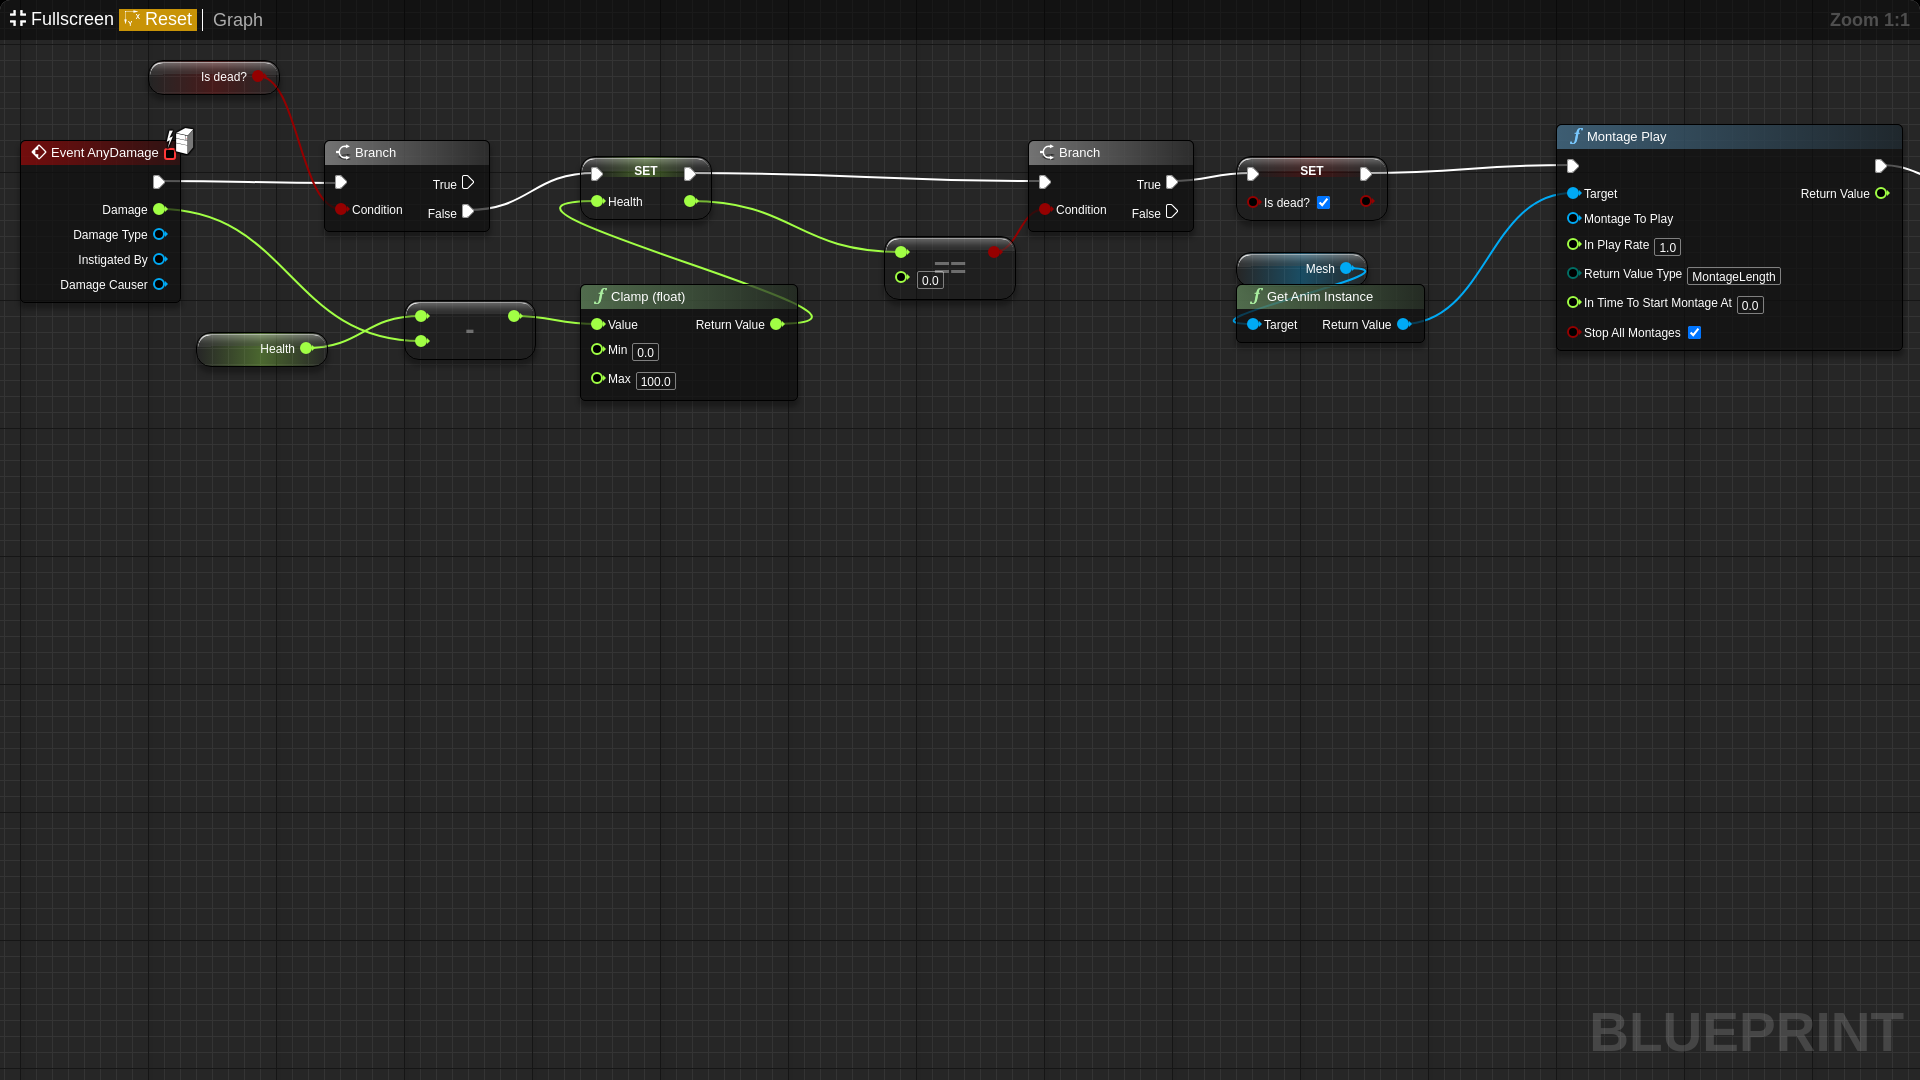 Fullscreen Reset Graph Zoom 1:1
Is dead?
Event AnyDamage
Damage
Damage Type
Instigated By
Damage Causer
Health
Branch
True
Condition
False
-
SET
Health
Clamp (float)
Value Return Value
Min 0.0
Max 100.0
==
0.0
Branch
True
Condition
False
SET
Is dead?
Mesh
Get Anim Instance
Target Return Value
Montage Play
Target Return Value
Montage To Play
In Play Rate 1.0
Return Value Type MontageLength
In Time To Start Montage At 0.0
Stop All Montages
BLUEPRINT